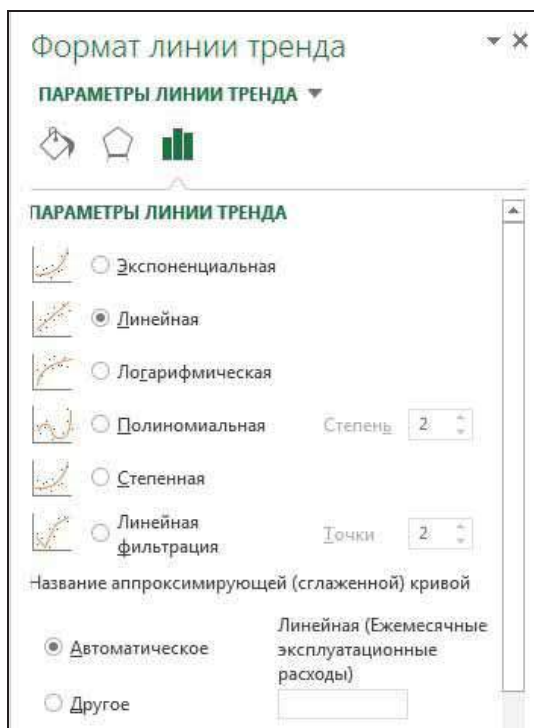 Формат линии тренда
ПАРАМЕТРЫ ЛИНИИ ТРЕНДА
ПАРАМЕТРЫ ЛИНИИ ТРЕНДА
Экспоненциальная
Линейная
Логарифмическая
Полиномиальная Степень 2
Степенная
Линейная
фильтрация Точки 2
Название аппроксимирующей (сглаженной) кривой
Автоматическое
Линейная (Ежемесячные
эксплуатационные
расходы)
Другое